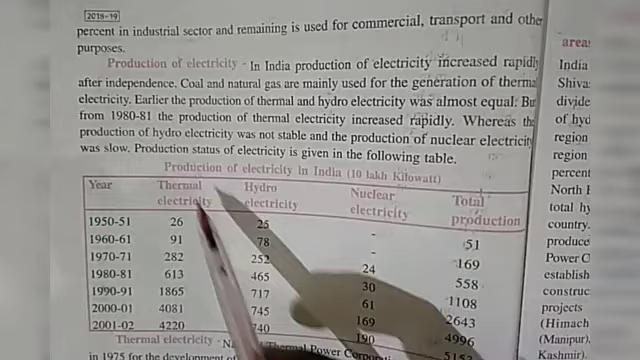 2018-19
percent in industrial sector and remaining is used for commercial, transport and other
purposes.
Production of electricity - In India production of electricity increased rapidly
after independence. Coal and natural gas are mainly used for the generation of thermal
electricity. Earlier the production of thermal and hydro electricity was almost equal. But
from 1980-81 the production of thermal electricity increased rapidly. Whereas the
production of hydro electricity was not stable and the production of nuclear electricity
was slow. Production status of electricity is given in the following table.
Production of electricity in India (10 lakh Kilowatt)
Year Thermal electricity Hydro electricity Nuclear electricity Total production
1950-51 26 25 - 51
1960-61 91 78 - 169
1970-71 282 252 24 558
1980-81 613 465 30 1108
1990-91 1865 717 61 2643
2000-01 4081 745 169 4996
2001-02 4220 740 190
Thermal electricity - Thermal Power
in 1975 for the development of
areas
India
Shiva
divide
of hyd
region
region
percent
North
total hy
country.
produce
Power C
establish
construc
projects
(Himach
(Manipur),
Kashmir).